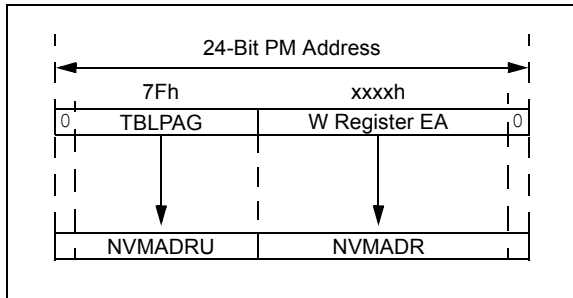 24-Bit PM Address
7Fh xxxxh
0 TBLPAG W Register EA 0
NVMADRU NVMADR